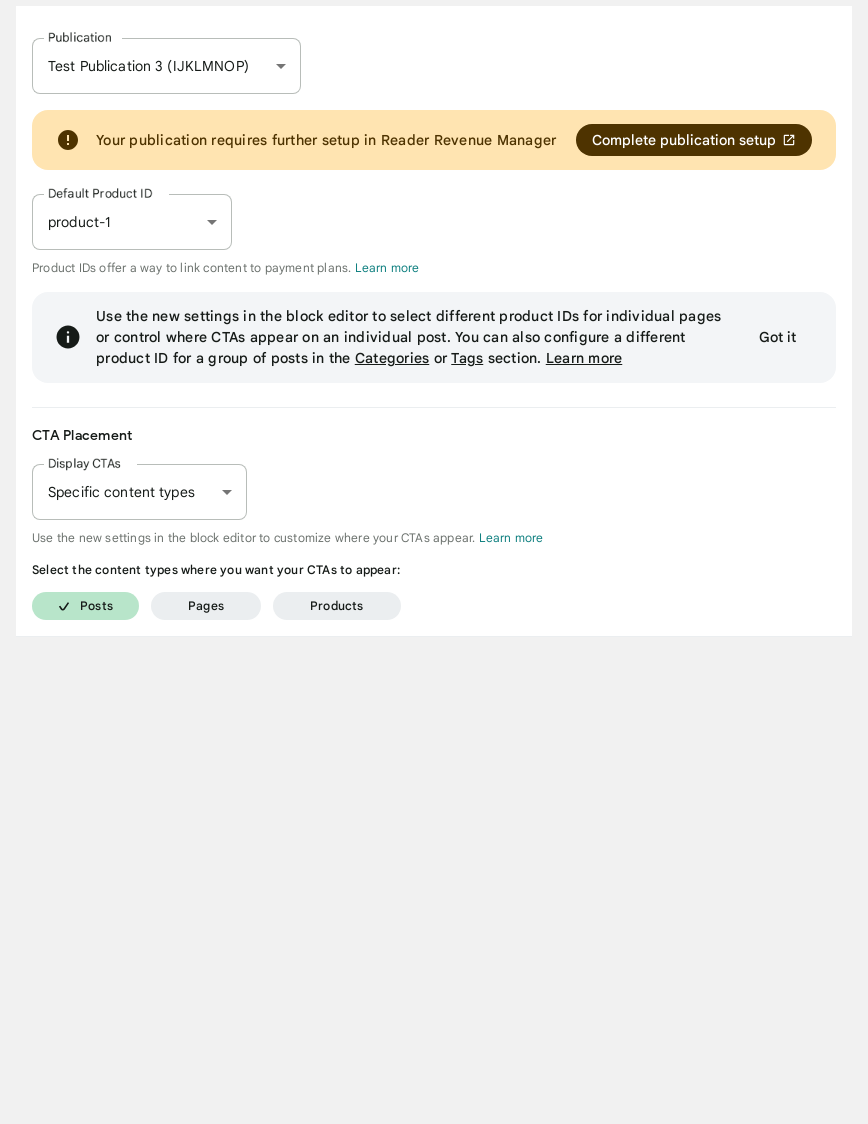 Publication
Test Publication 3 (IJKLMNOP)
Your publication requires further setup in Reader Revenue Manager
Complete publication setup
Default Product ID
product-1
Product IDs offer a way to link content to payment plans. Learn more
Use the new settings in the block editor to select different product IDs for individual pages
or control where CTAs appear on an individual post. You can also configure a different
product ID for a group of posts in the Categories or Tags section. Learn more
Got it
CTA Placement
Display CTAs
Specific content types
Use the new settings in the block editor to customize where your CTAs appear. Learn more
Select the content types where you want your CTAs to appear:
Posts
Pages
Products